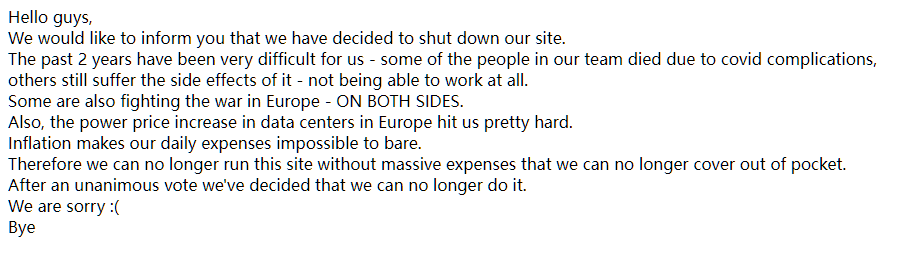 Hello guys,
We would like to inform you that we have decided to shut down our site.
The past 2 years have been very difficult for us - some of the people in our team died due to covid complications,
others still suffer the side effects of it - not being able to work at all.
Some are also fighting the war in Europe - ON BOTH SIDES.
Also, the power price increase in data centers in Europe hit us pretty hard.
Inflation makes our daily expenses impossible to bare.
Therefore we can no longer run this site without massive expenses that we can no longer cover out of pocket.
After an unanimous vote we've decided that we can no longer do it.
We are sorry :(
Bye